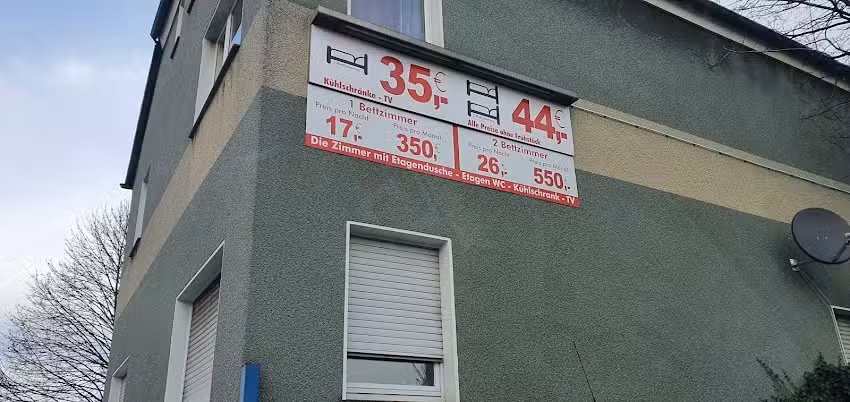 35,-€
Kühlschränke - TV
44,-€
Alle Preise ohne Frühstück
1 Bettzimmer
Preis pro Nacht
Preis pro Monat
17,-
350,-
2 Bettzimmer
Preis pro Nacht
Preis pro Monat
26,-
550,-
Die Zimmer mit Etagendusche - Etagen WC - Kühlschrank - TV